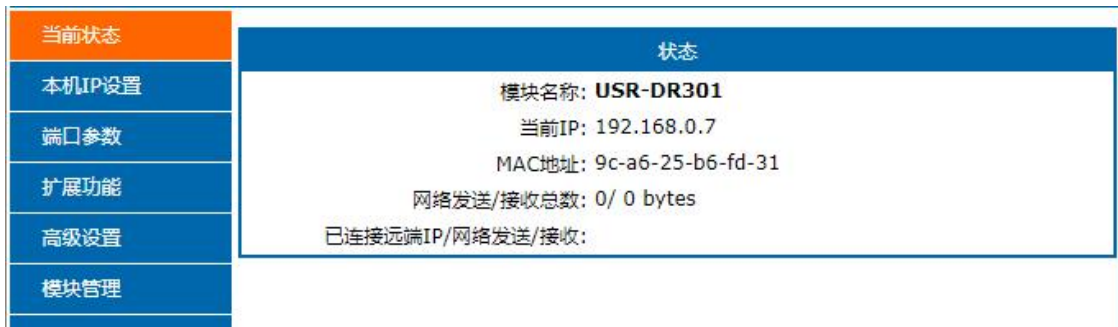 当前状态
本机IP设置
端口参数
扩展功能
高级设置
模块管理
状态
模块名称: USR-DR301
当前IP: 192.168.0.7
MAC地址: 9c-a6-25-b6-fd-31
网络发送/接收总数: 0/ 0 bytes
已连接远端IP/网络发送/接收: